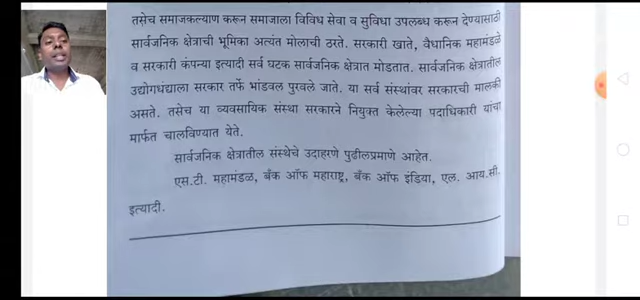 तसेच समाजकल्याण करून समाजाला विविध सेवा व सुविधा उपलब्ध करून देण्यासाठी
सार्वजनिक क्षेत्राची भूमिका अत्यंत मोलाची ठरते. सरकारी खाते, वैधानिक महामंडळे
व सरकारी कंपन्या इत्यादी सर्व घटक सार्वजनिक क्षेत्रात मोडतात. सार्वजनिक क्षेत्रातील
उद्योगधंद्याला सरकार तर्फे भांडवल पुरवले जाते. या सर्व संस्थांवर सरकारची मालकी
असते. तसेच या व्यवसायिक संस्था सरकारने नियुक्त केलेल्या पदाधिकारी यांचा
मार्फत चालविण्यात येते.
सार्वजनिक क्षेत्रातील संस्थेचे उदाहरणे पुढीलप्रमाणे आहेत.
एस.टी. महामंडळ, बँक ऑफ महाराष्ट्र, बँक ऑफ इंडिया, एल. आय.सी.
इत्यादी.